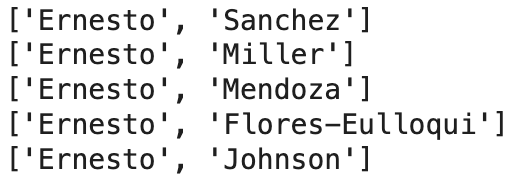 ['Ernesto', 'Sanchez']
['Ernesto', 'Miller']
['Ernesto', 'Mendoza']
['Ernesto', 'Flores-Eulloqui']
['Ernesto', 'Johnson']